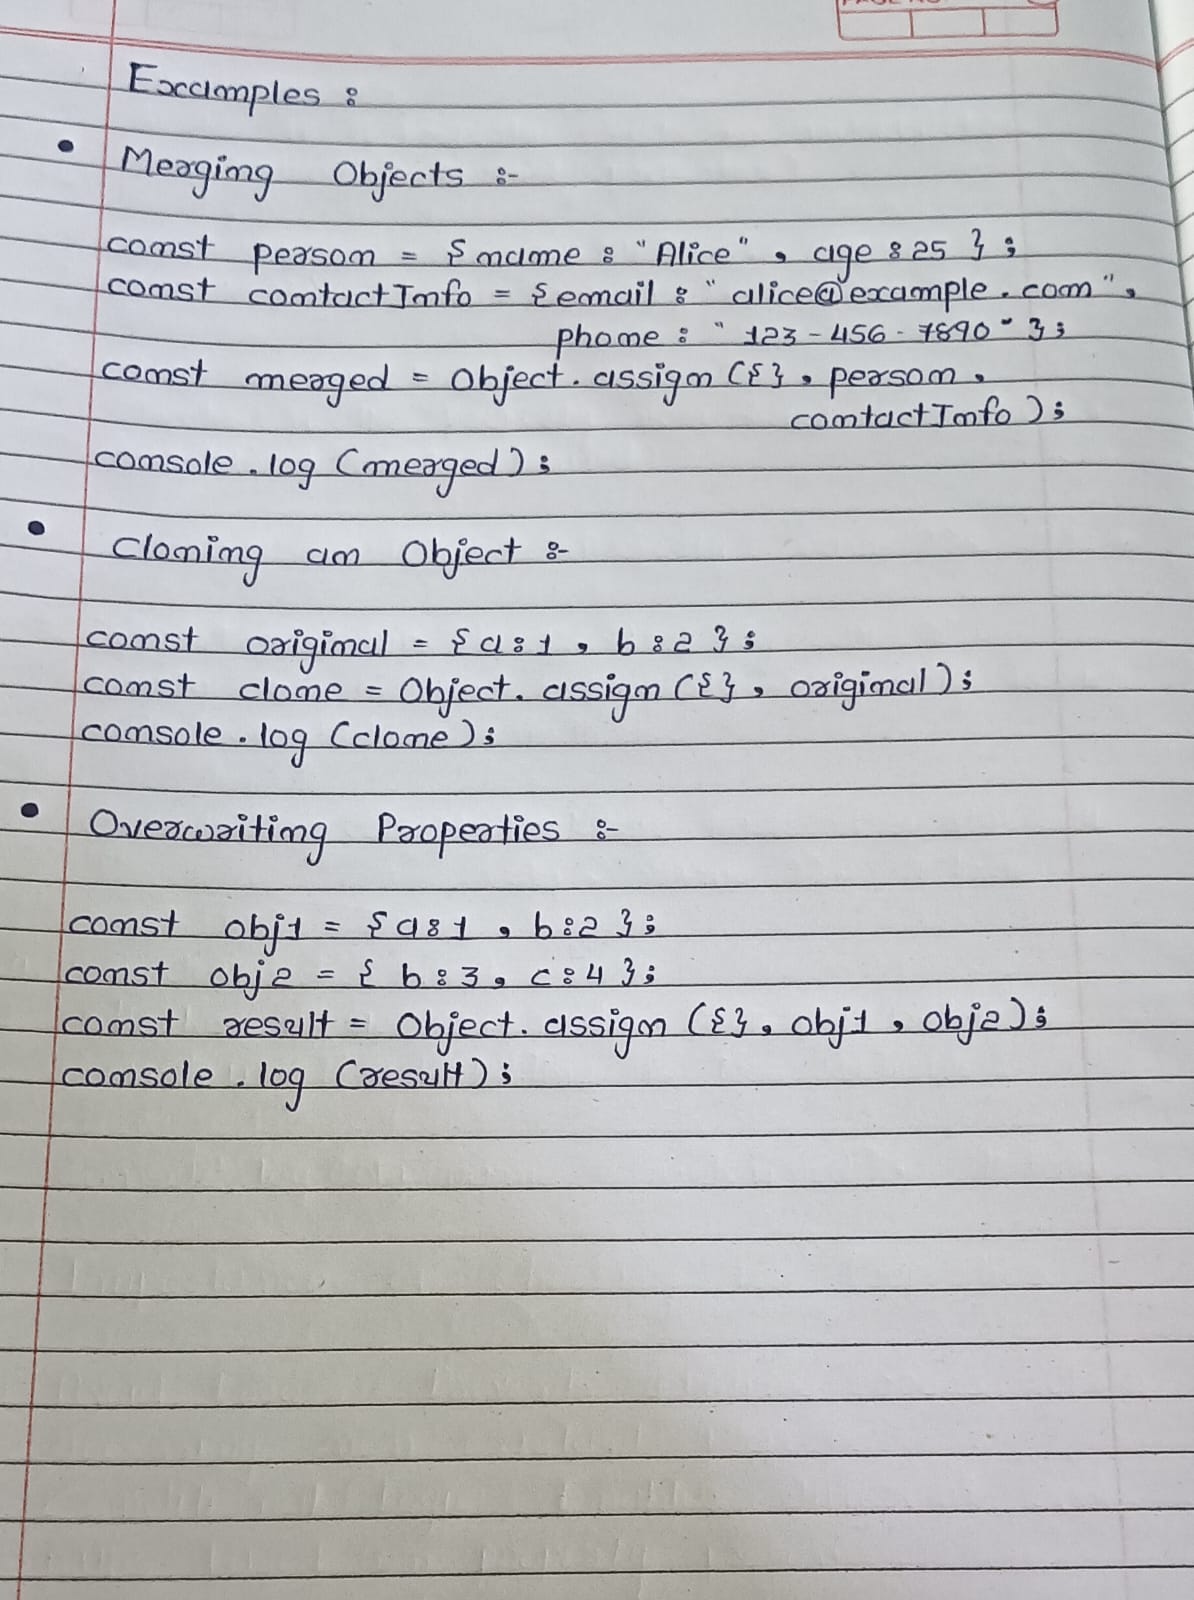 Examples :
• Merging Objects :-
const person = { name : "Alice" , age : 25 } ;
const contactInfo = { email : "alice@example.com" ,
phone : "123-456-7890" } ;
const merged = Object.assign ({} , person ,
contactInfo ) ;
console.log (merged) ;
• Cloning an Object :-
const original = { a : 1 , b : 2 } ;
const clone = Object.assign ({} , original) ;
console.log (clone) ;
• Overwriting Properties :-
const obj1 = { a : 1 , b : 2 } ;
const obj2 = { b : 3 , c : 4 } ;
const result = Object.assign ({} , obj1 , obj2) ;
console.log (result) ;